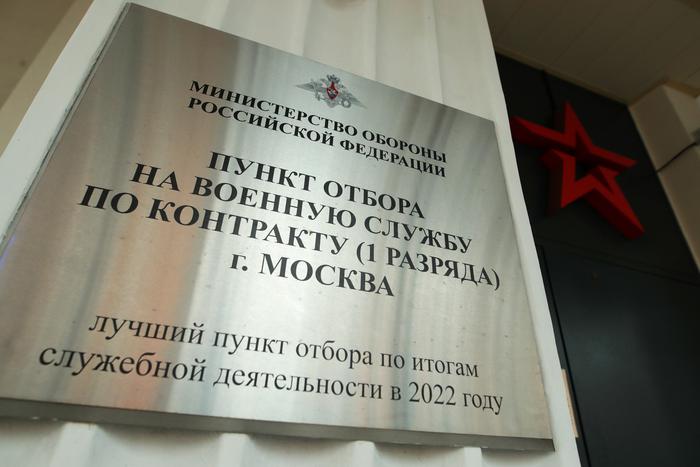 МИНИСТЕРСТВО ОБОРОНЫ
РОССИЙСКОЙ ФЕДЕРАЦИИ
ПУНКТ ОТБОРА
НА ВОЕННУЮ СЛУЖБУ
ПО КОНТРАКТУ (1 РАЗРЯДА)
г. МОСКВА
лучший пункт отбора по итогам
служебной деятельности в 2022 году